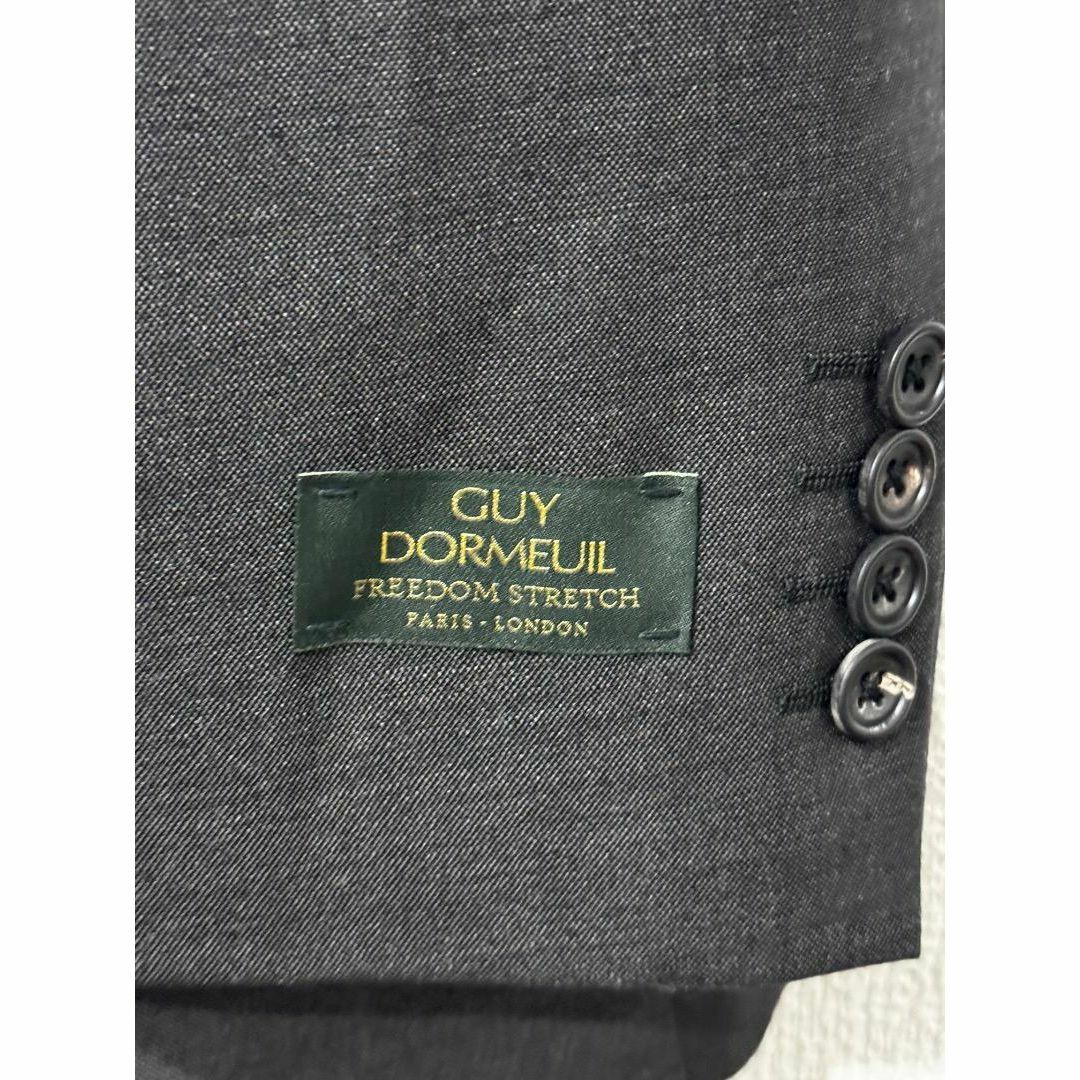 GUY
DORMEUIL
FREEDOM STRETCH
PARIS - LONDON